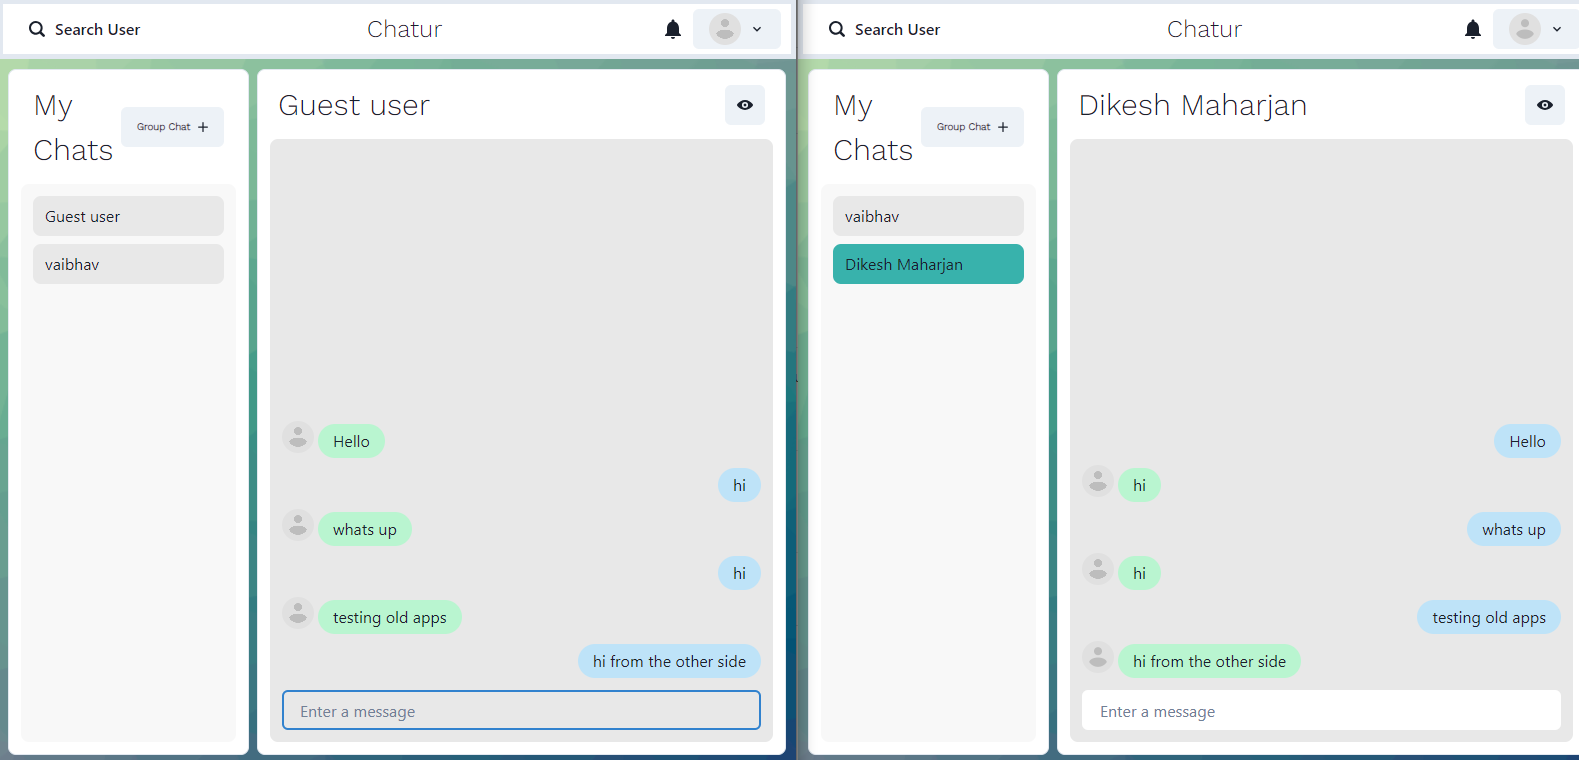 Search User
Chatur
My
Chats
Group Chat +
Guest user
vaibhav
Guest user
Hello
hi
whats up
hi
testing old apps
hi from the other side
Enter a message
Search User
Chatur
My
Chats
Group Chat +
vaibhav
Dikesh Maharjan
Dikesh Maharjan
Hello
hi
whats up
hi
testing old apps
hi from the other side
Enter a message